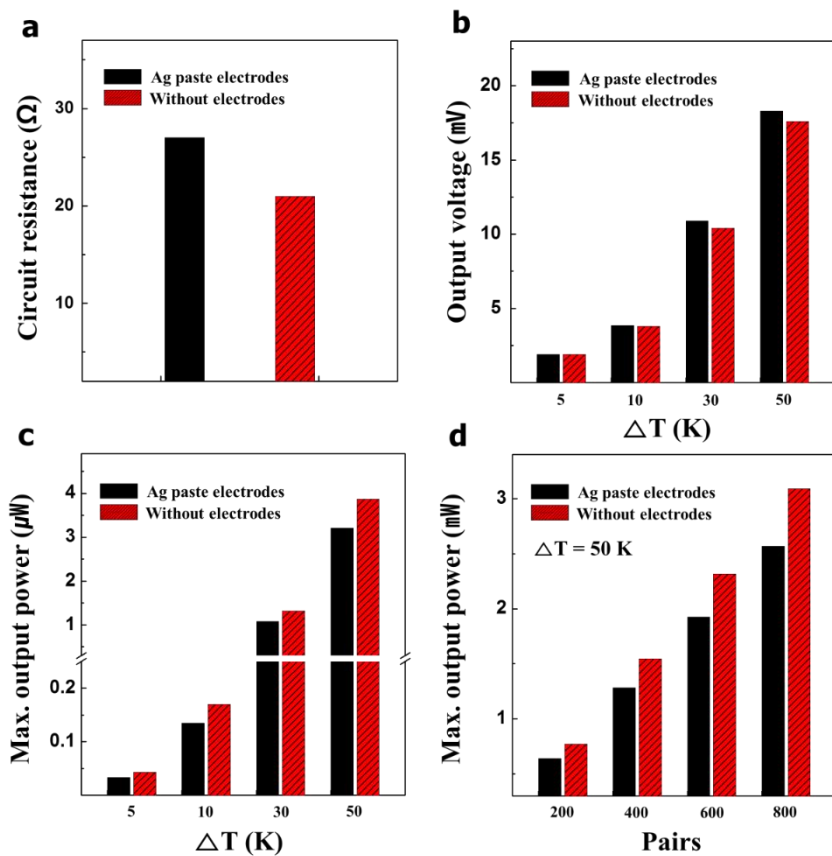 a
Ag paste electrodes
Without electrodes
Circuit resistance (Ω)
30
20
10
b
Ag paste electrodes
Without electrodes
Output voltage (㎷)
20
15
10
5
5 10 30 50
△T (K)
c
Ag paste electrodes
Without electrodes
Max. output power (㎼)
4
3
2
1
0.2
0.1
5 10 30 50
△T (K)
d
Ag paste electrodes
Without electrodes
△T = 50 K
Max. output power (㎽)
3
2
1
200 400 600 800
Pairs